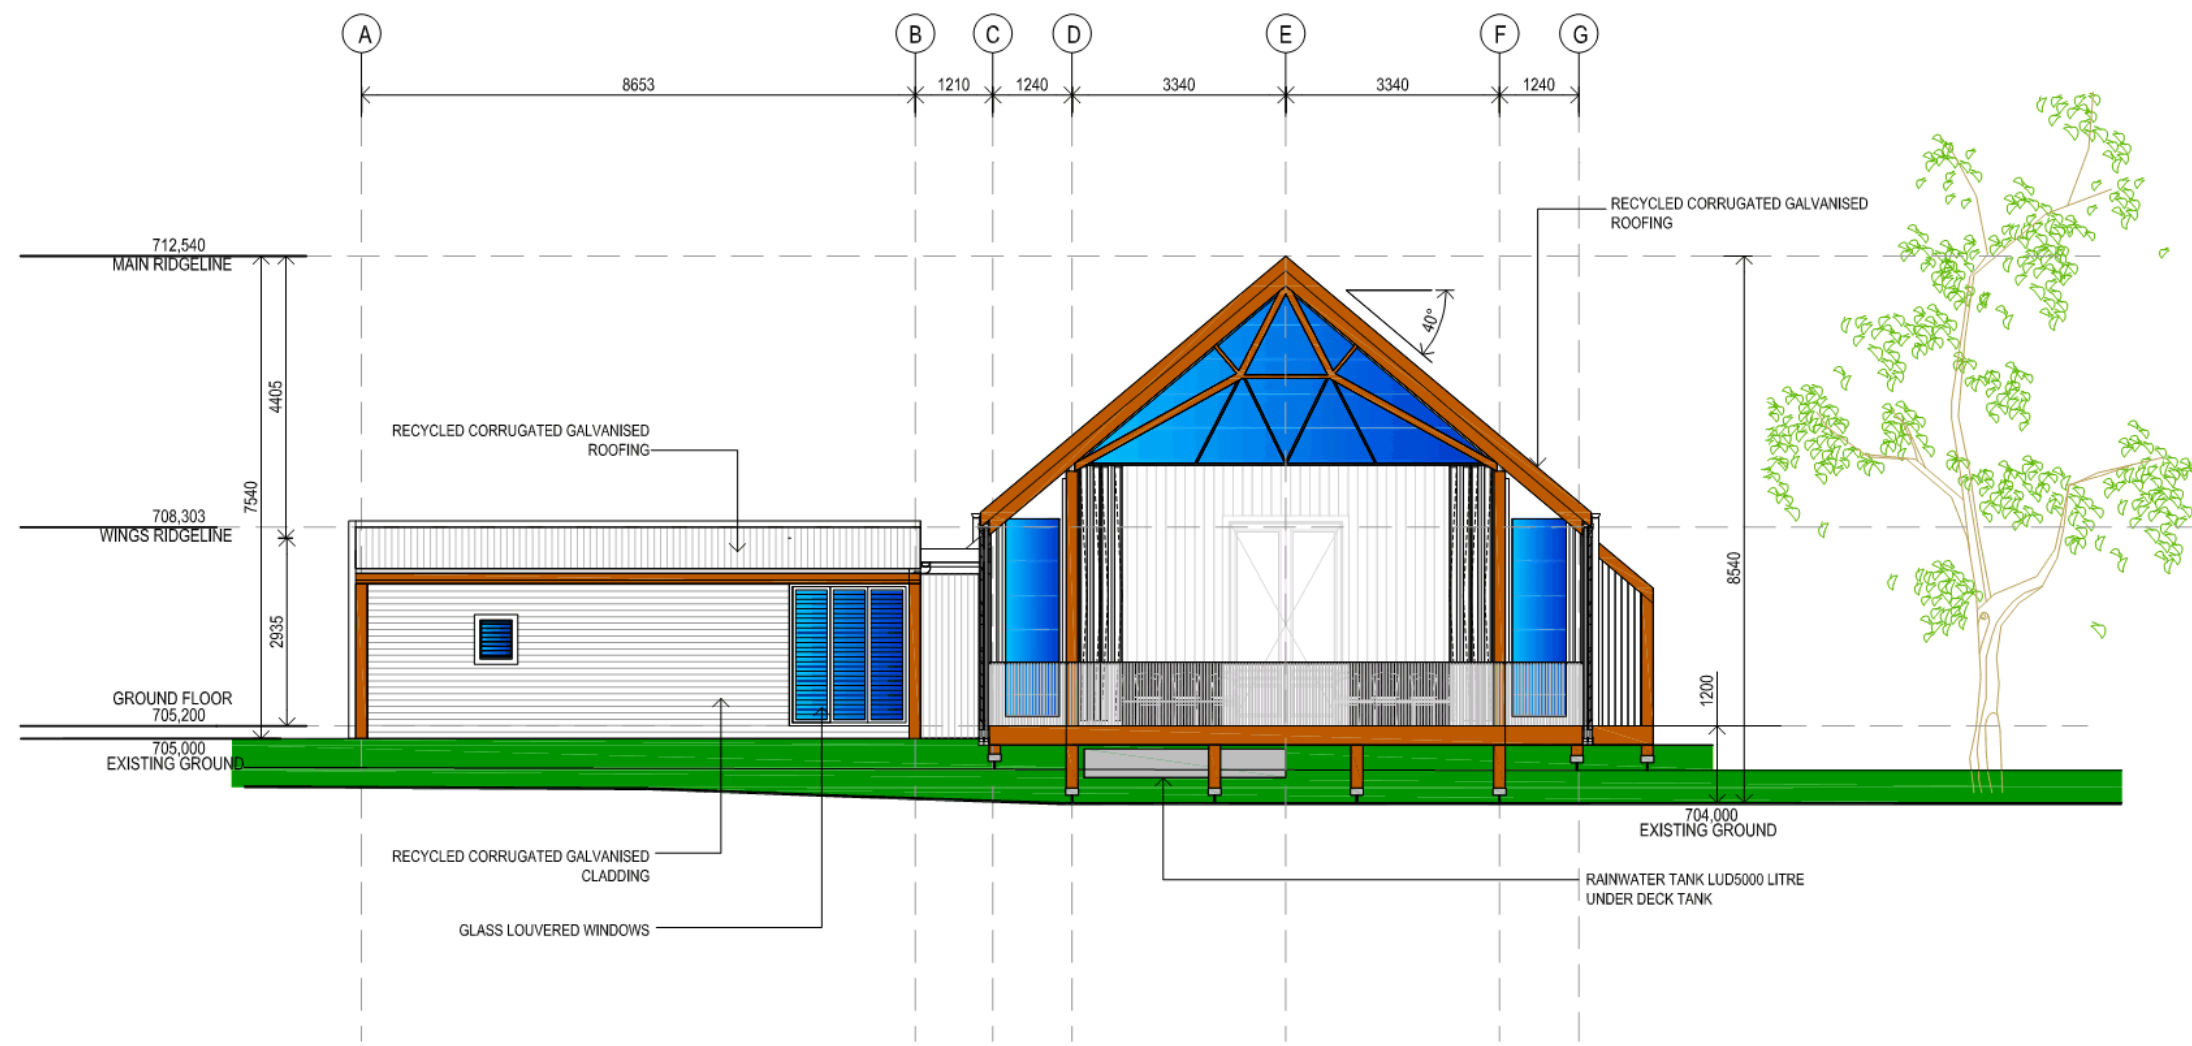 A B C D E F G
8653 1210 1240 3340 3340 1240
RECYCLED CORRUGATED GALVANISED
ROOFING
712,540
MAIN RIDGELINE
40°
4405
RECYCLED CORRUGATED GALVANISED
ROOFING
7540
708,303
WINGS RIDGELINE
8540
2935
GROUND FLOOR
705,200
1200
705,000
EXISTING GROUND
704,000
EXISTING GROUND
RECYCLED CORRUGATED GALVANISED
CLADDING
RAINWATER TANK LUD5000 LITRE
UNDER DECK TANK
GLASS LOUVERED WINDOWS